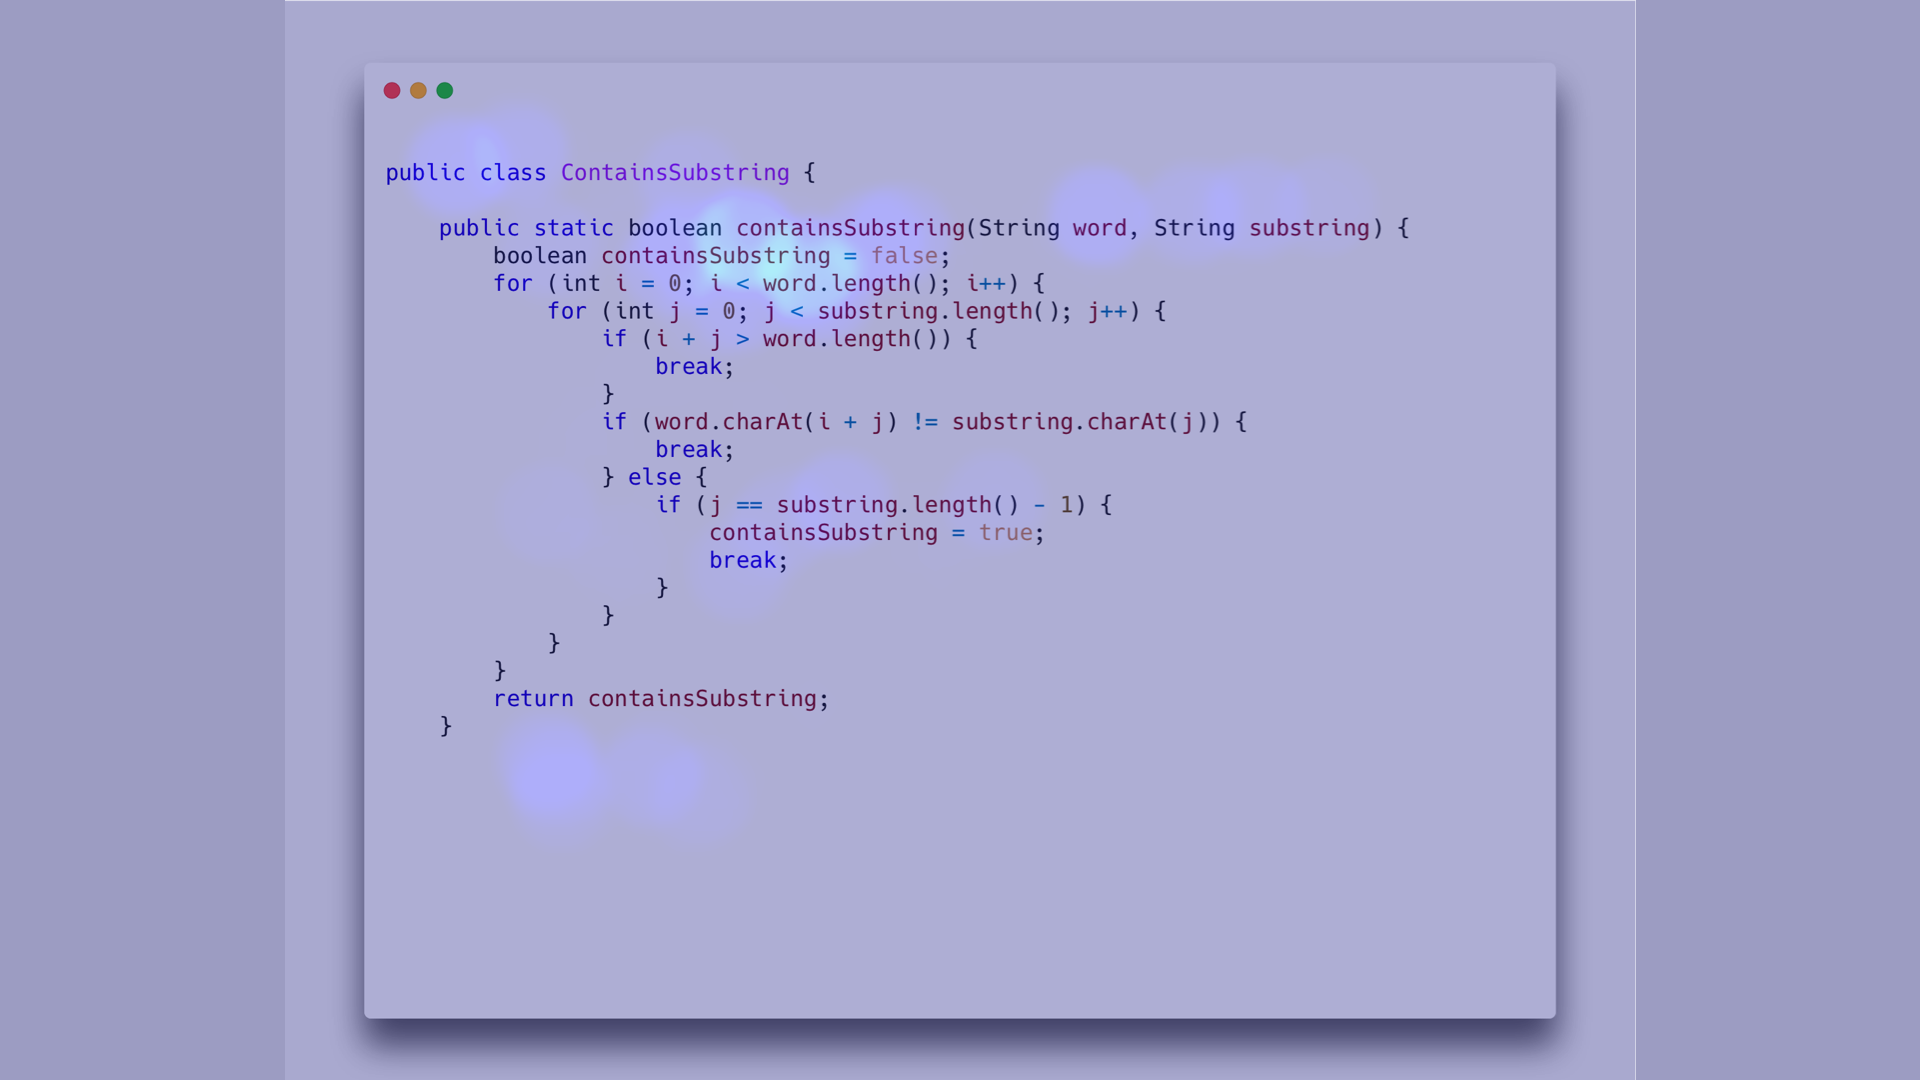 public class ContainsSubstring {
public static boolean containsSubstring(String word, String substring) {
boolean containsSubstring = false;
for (int i = 0; i < word.length(); i++) {
for (int j = 0; j < substring.length(); j++) {
if (i + j > word.length()) {
break;
}
if (word.charAt(i + j) != substring.charAt(j)) {
break;
} else {
if (j == substring.length() - 1) {
containsSubstring = true;
break;
}
}
}
}
return containsSubstring;
}